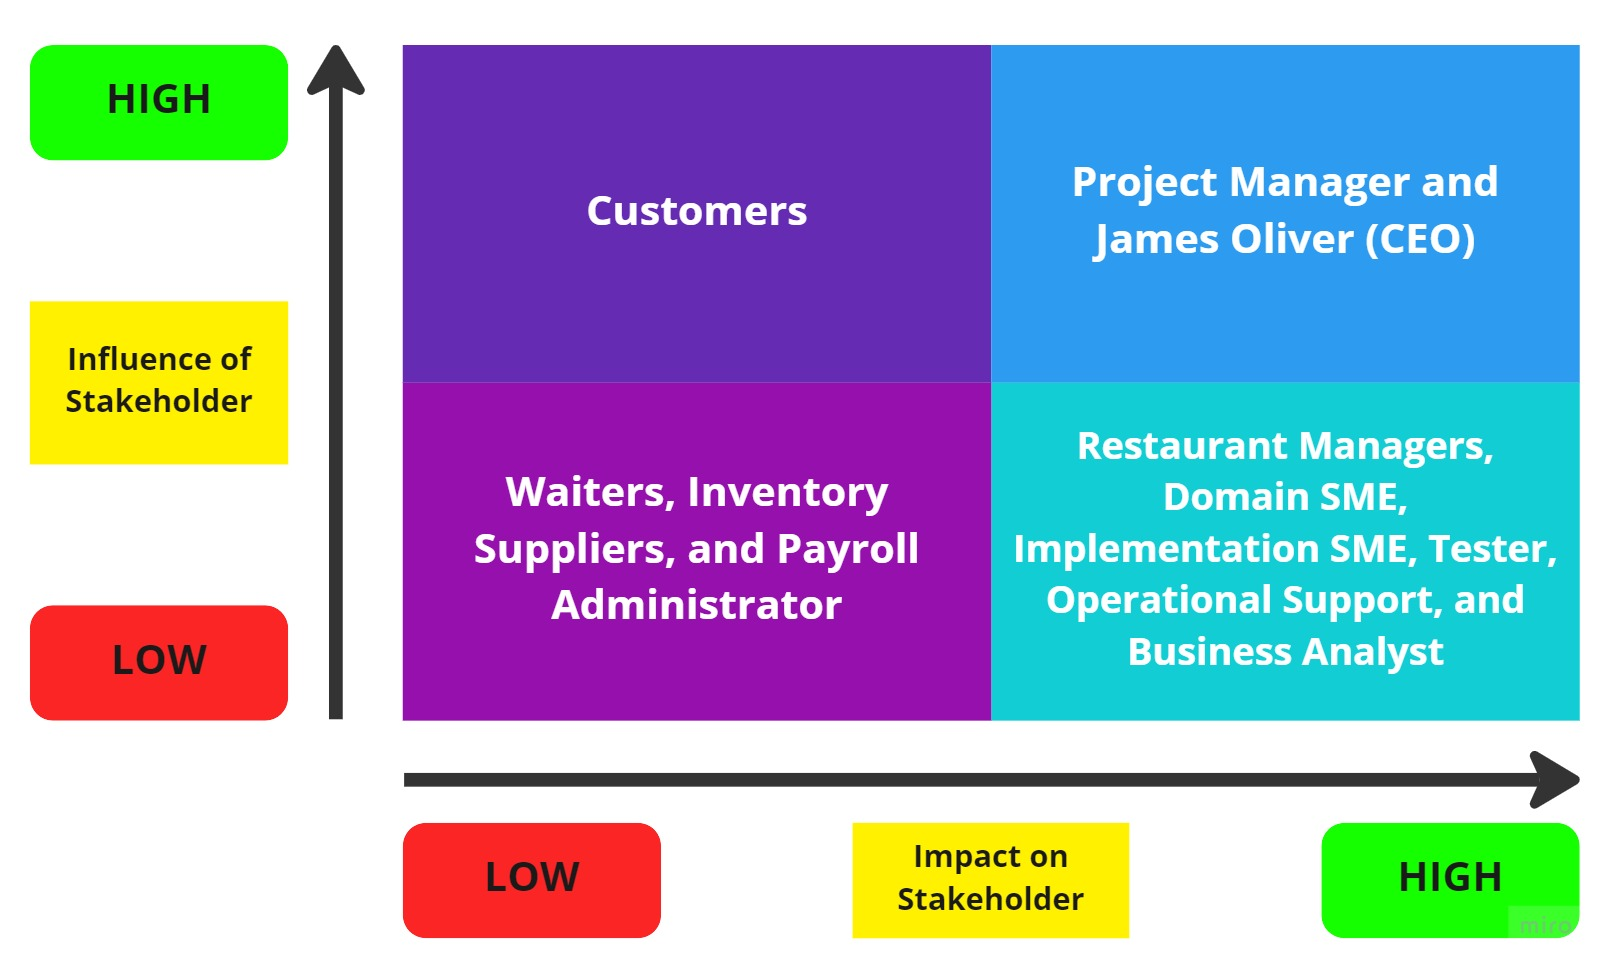 HIGH
Customers
Project Manager and
James Oliver (CEO)
Influence of
Stakeholder
Waiters, Inventory
Suppliers, and Payroll
Administrator
Restaurant Managers,
Domain SME,
Implementation SME, Tester,
Operational Support, and
Business Analyst
LOW
LOW
Impact on
Stakeholder
HIGH
miro